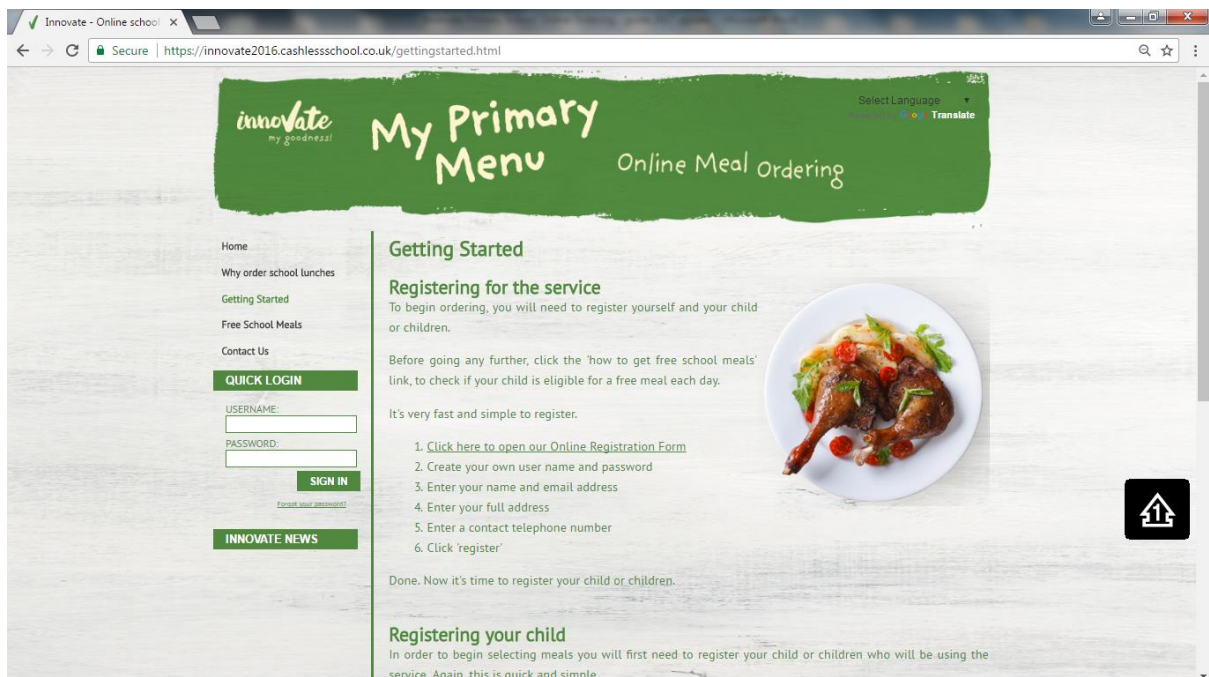 Innovate - Online school
Secure
https://innovate2016.cashlessschool.co.uk/gettingstarted.html
innovate
my goodness!
My Primary
Menu
Online Meal Ordering
Select Language
Translate
Home
Why order school lunches
Getting Started
Free School Meals
Contact Us
QUICK LOGIN
USERNAME:
PASSWORD:
SIGN IN
Forgot your password?
INNOVATE NEWS
Getting Started
Registering for the service
To begin ordering, you will need to register yourself and your child
or children.
Before going any further, click the 'how to get free school meals'
link, to check if your child is eligible for a free meal each day.
It's very fast and simple to register.
1. Click here to open our Online Registration Form
2. Create your own user name and password
3. Enter your name and email address
4. Enter your full address
5. Enter a contact telephone number
6. Click 'register'
Done. Now it's time to register your child or children.
1
Registering your child
In order to begin selecting meals you will first need to register your child or children who will be using the
service. Again, this is quick and simple.